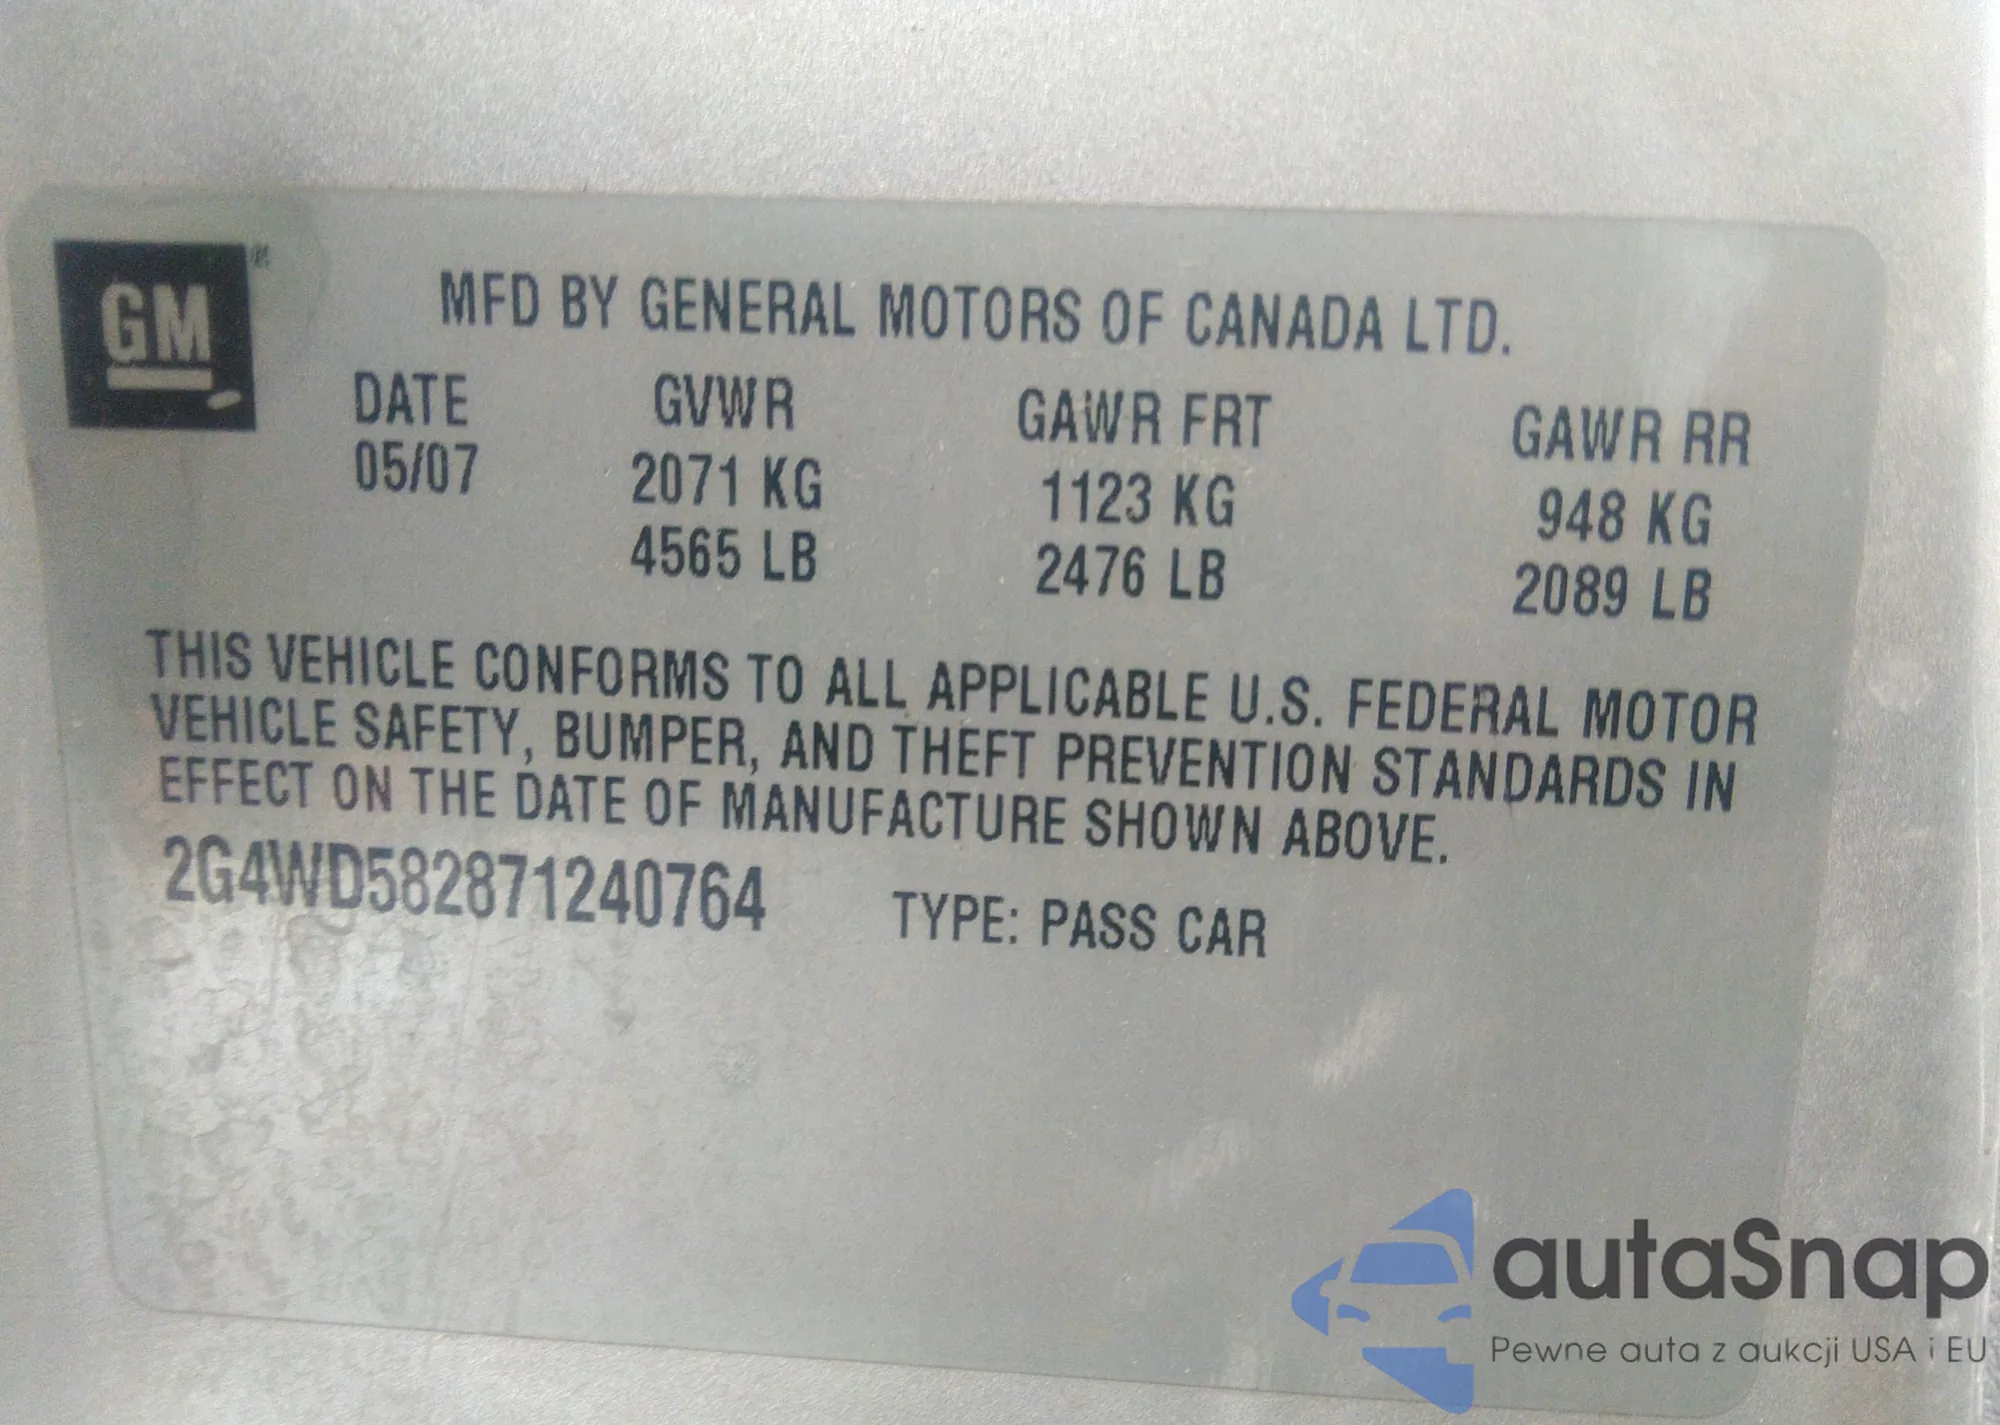 GM
MFD BY GENERAL MOTORS OF CANADA LTD.
DATE GVWR GAWR FRT GAWR RR
05/07 2071 KG 1123 KG 948 KG
4565 LB 2476 LB 2089 LB
THIS VEHICLE CONFORMS TO ALL APPLICABLE U.S. FEDERAL MOTOR
VEHICLE SAFETY, BUMPER, AND THEFT PREVENTION STANDARDS IN
EFFECT ON THE DATE OF MANUFACTURE SHOWN ABOVE.
2G4WD582871240764 TYPE: PASS CAR
autaSnap
Pewne auta z aukcji USA i EU